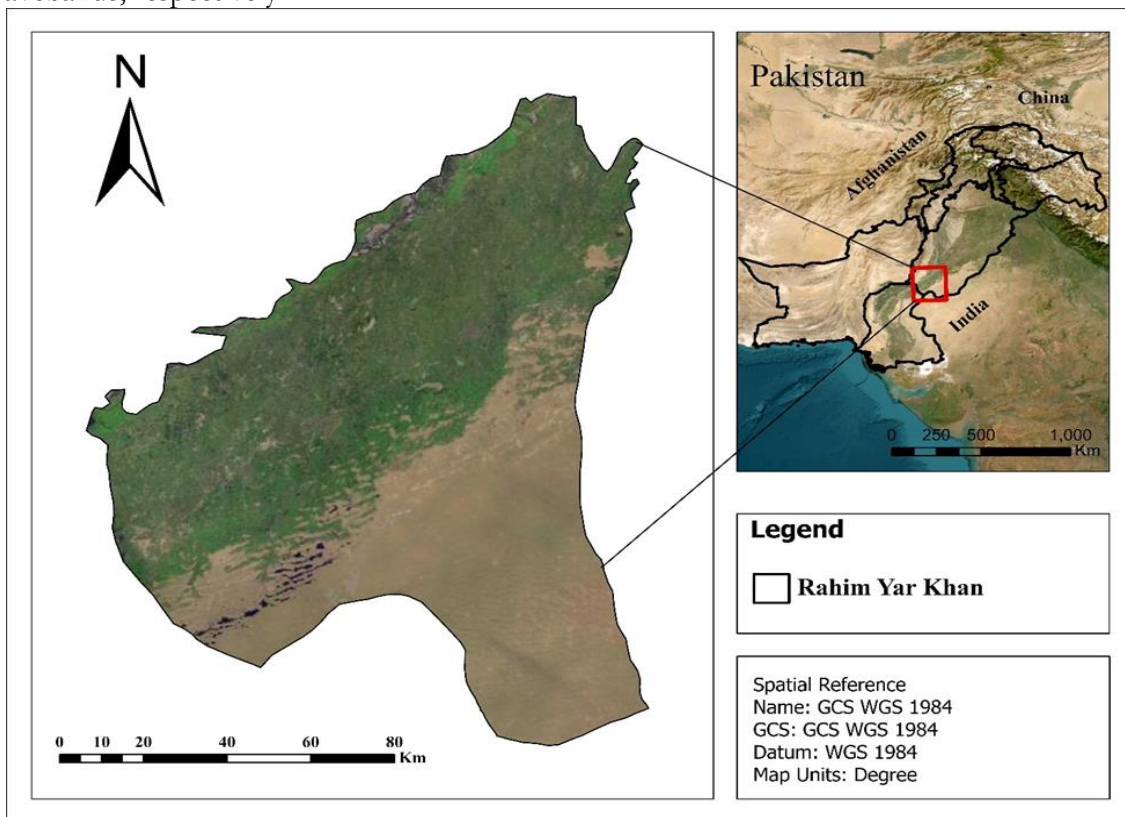 N
0 10 20 40 60 80
Km
Pakistan
China
Afghanistan
India
0 250 500 1,000
Km
Legend
Rahim Yar Khan
Spatial Reference
Name: GCS WGS 1984
GCS: GCS WGS 1984
Datum: WGS 1984
Map Units: Degree